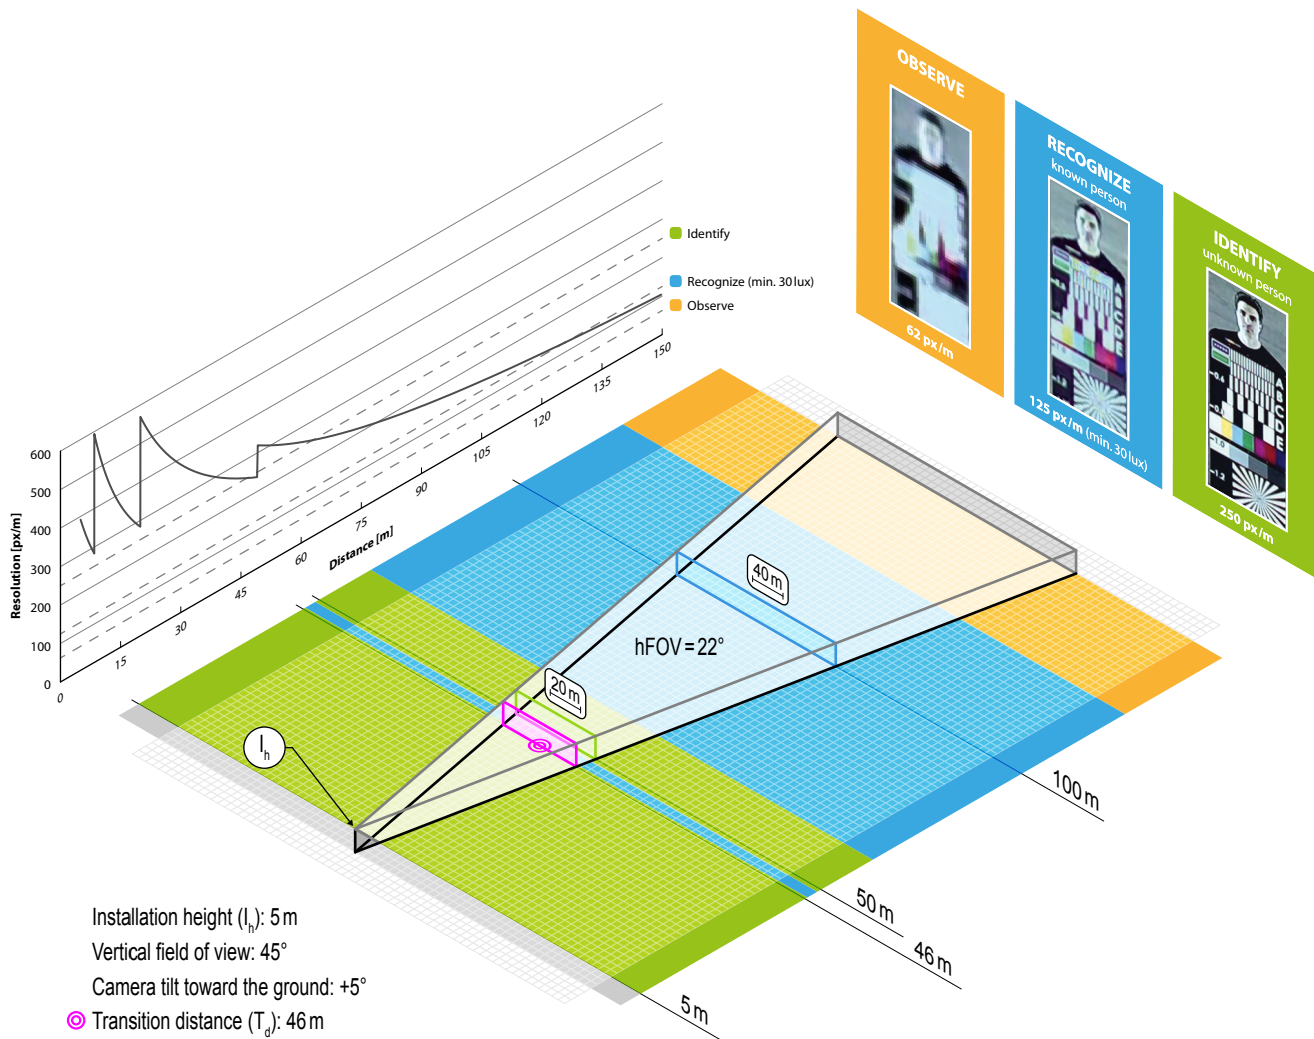 OBSERVE
62 px/m
RECOGNIZE
known person
125 px/m (min. 30 lux)
IDENTIFY
unknown person
250 px/m
A
B
C
D
E
Identify
Recognize (min. 30 lux)
Observe
Resolution [px/m]
600
500
400
300
200
100
0
Distance [m]
0
15
30
45
60
75
90
105
120
135
150
40 m
hFOV = 22°
20 m
Ih
100 m
50 m
46 m
5 m
Installation height (Ih): 5 m
Vertical field of view: 45°
Camera tilt toward the ground: +5°
Transition distance (Td): 46 m